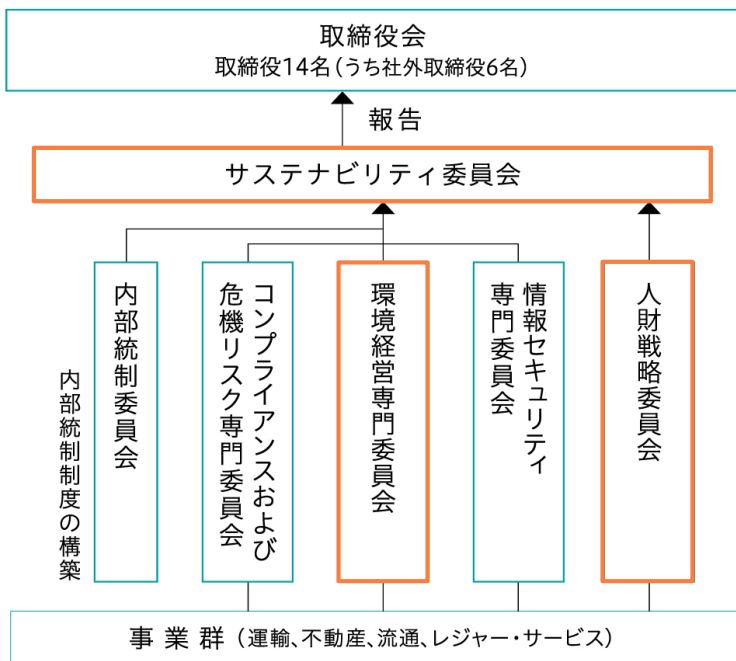 取締役会
取締役14名（うち社外取締役6名）
報告
サステナビリティ委員会
内部統制制度の構築
内部統制委員会
コンプライアンスおよび
危機リスク専門委員会
環境経営専門委員会
情報セキュリティ
専門委員会
人財戦略委員会
事業群（運輸、不動産、流通、レジャー・サービス）